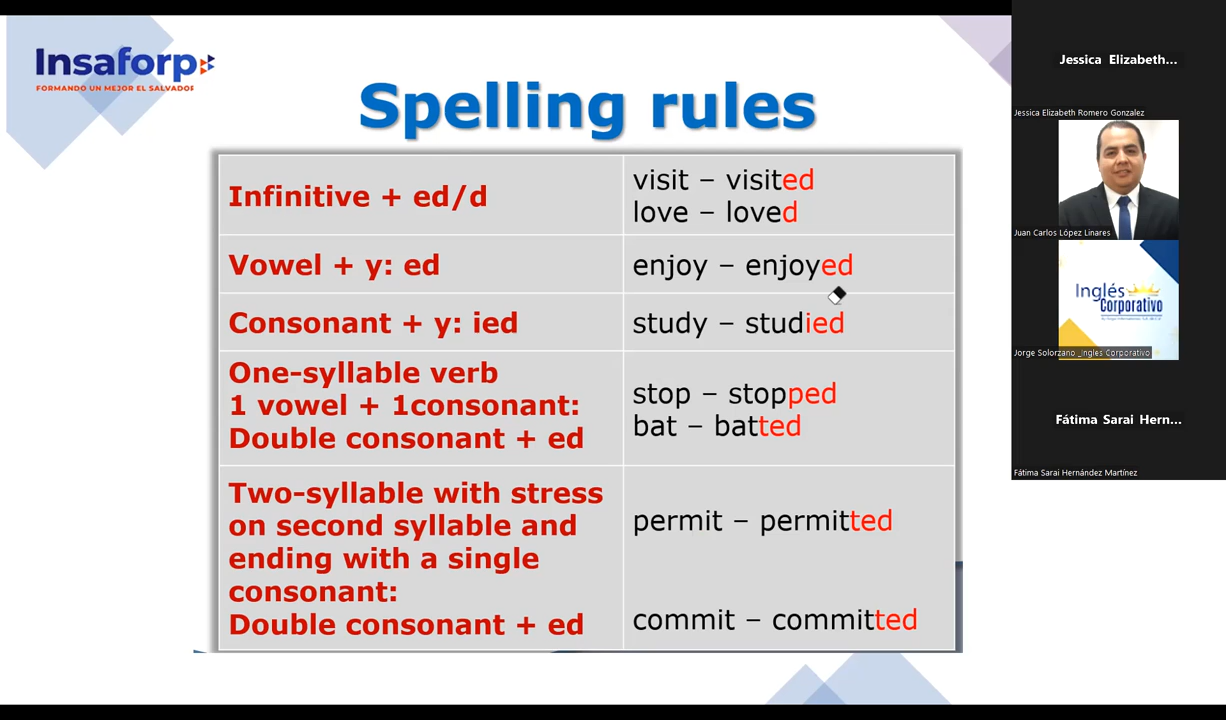 Insaforp
FORMANDO UN MEJOR EL SALVADOR
Spelling rules
Infinitive + ed/d
visit – visited
love – loved
Vowel + y: ed
enjoy – enjoyed
Consonant + y: ied
study – studied
One-syllable verb
1 vowel + 1consonant:
Double consonant + ed
stop – stopped
bat – batted
Two-syllable with stress
on second syllable and
ending with a single
consonant:
Double consonant + ed
permit – permitted
commit – committed
Jessica Elizabeth...
Jessica Elizabeth Romero Gonzalez
Juan Carlos López Linares
Inglés
Corporativo
Jorge Solorzano _Ingles Corporativo
Fátima Sarai Hern...
Fátima Sarai Hernández Martínez